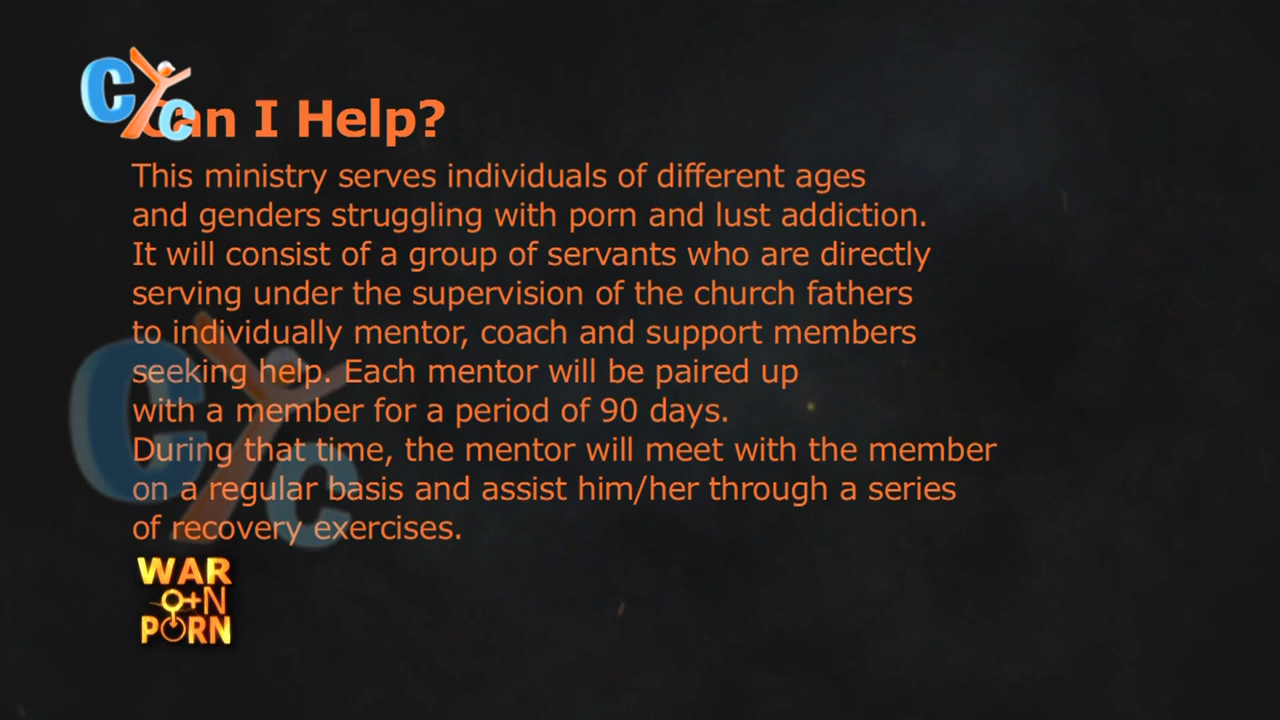 CYC
Can I Help?
This ministry serves individuals of different ages
and genders struggling with porn and lust addiction.
It will consist of a group of servants who are directly
serving under the supervision of the church fathers
to individually mentor, coach and support members
seeking help. Each mentor will be paired up
with a member for a period of 90 days.
During that time, the mentor will meet with the member
on a regular basis and assist him/her through a series
of recovery exercises.
CYC
WAR
ON
PORN